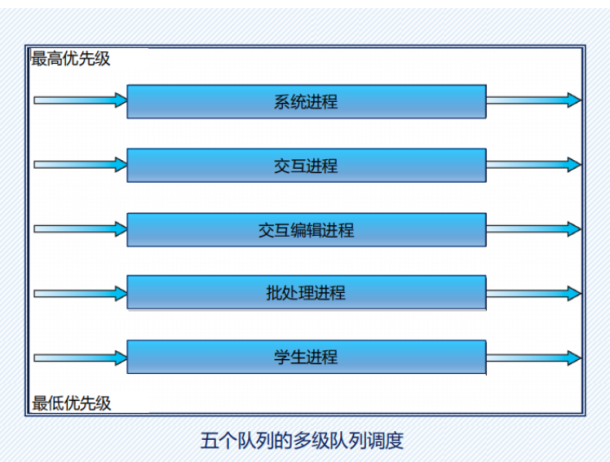 最高优先级
系统进程
交互进程
交互编辑进程
批处理进程
学生进程
最低优先级
五个队列的多级队列调度